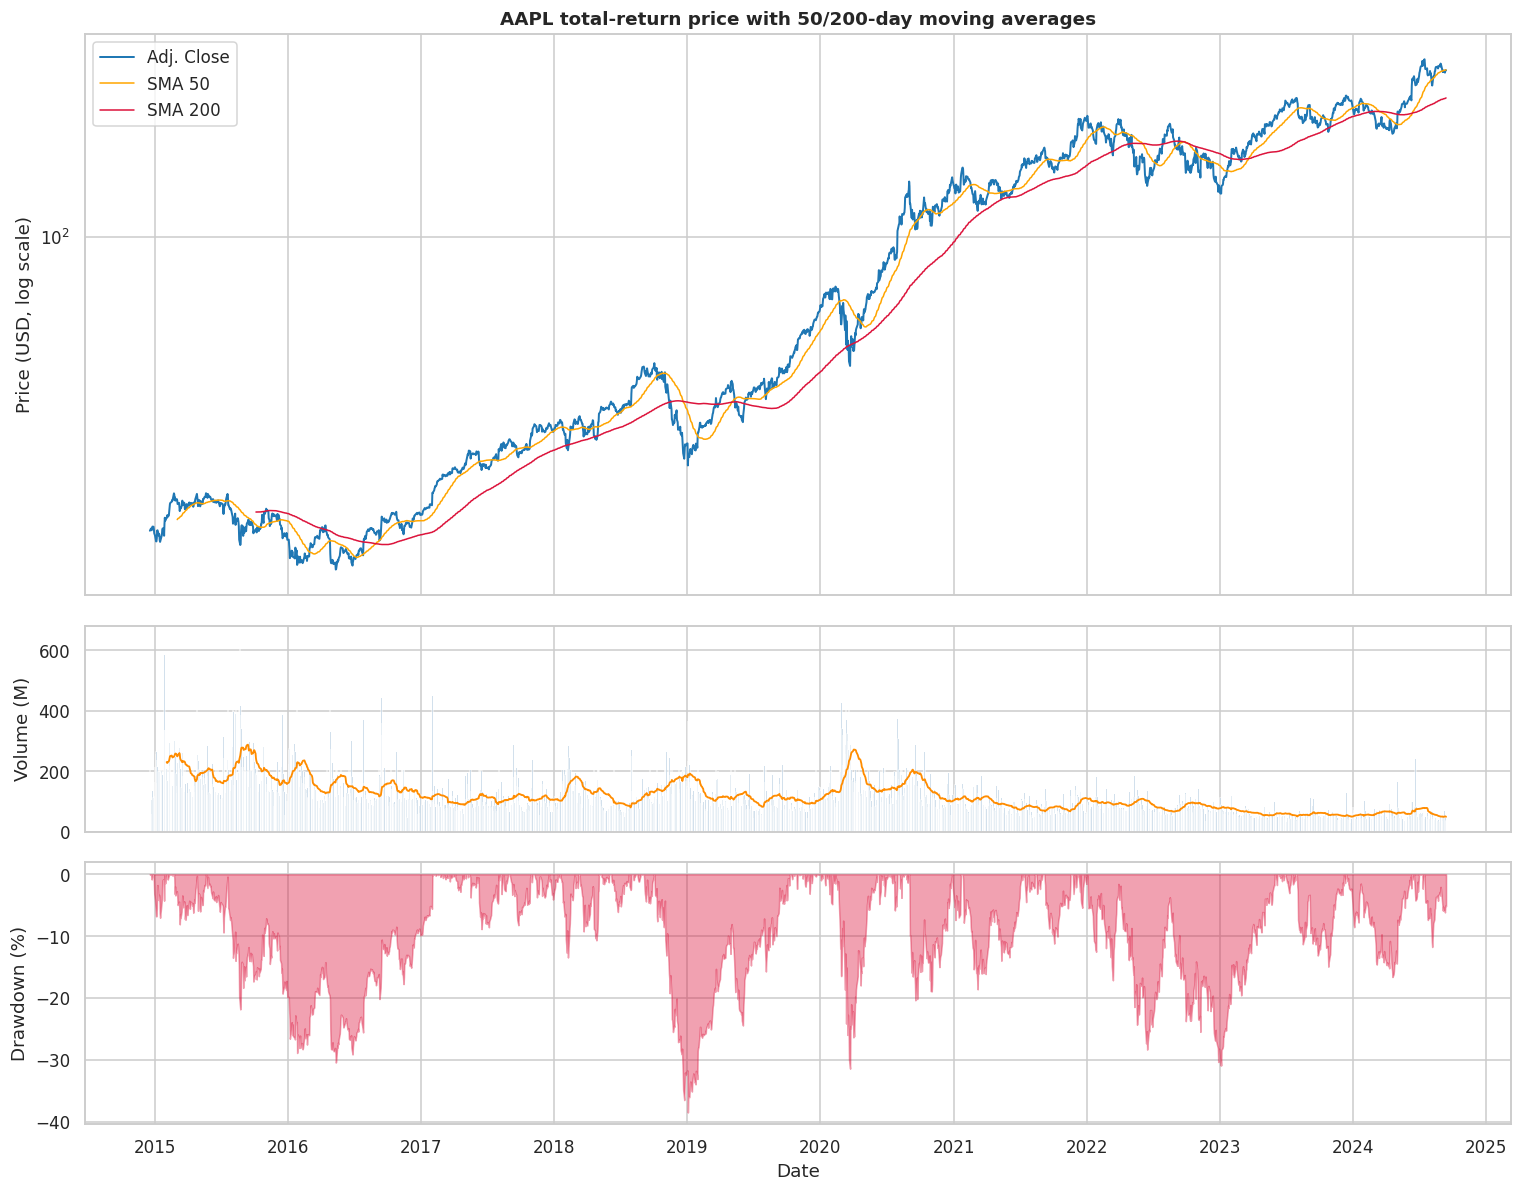 AAPL total-return price with 50/200-day moving averages
Adj. Close
SMA 50
SMA 200
Price (USD, log scale)
10²
Volume (M)
600
400
200
0
Drawdown (%)
0
−10
−20
−30
−40
2015 2016 2017 2018 2019 2020 2021 2022 2023 2024 2025
Date